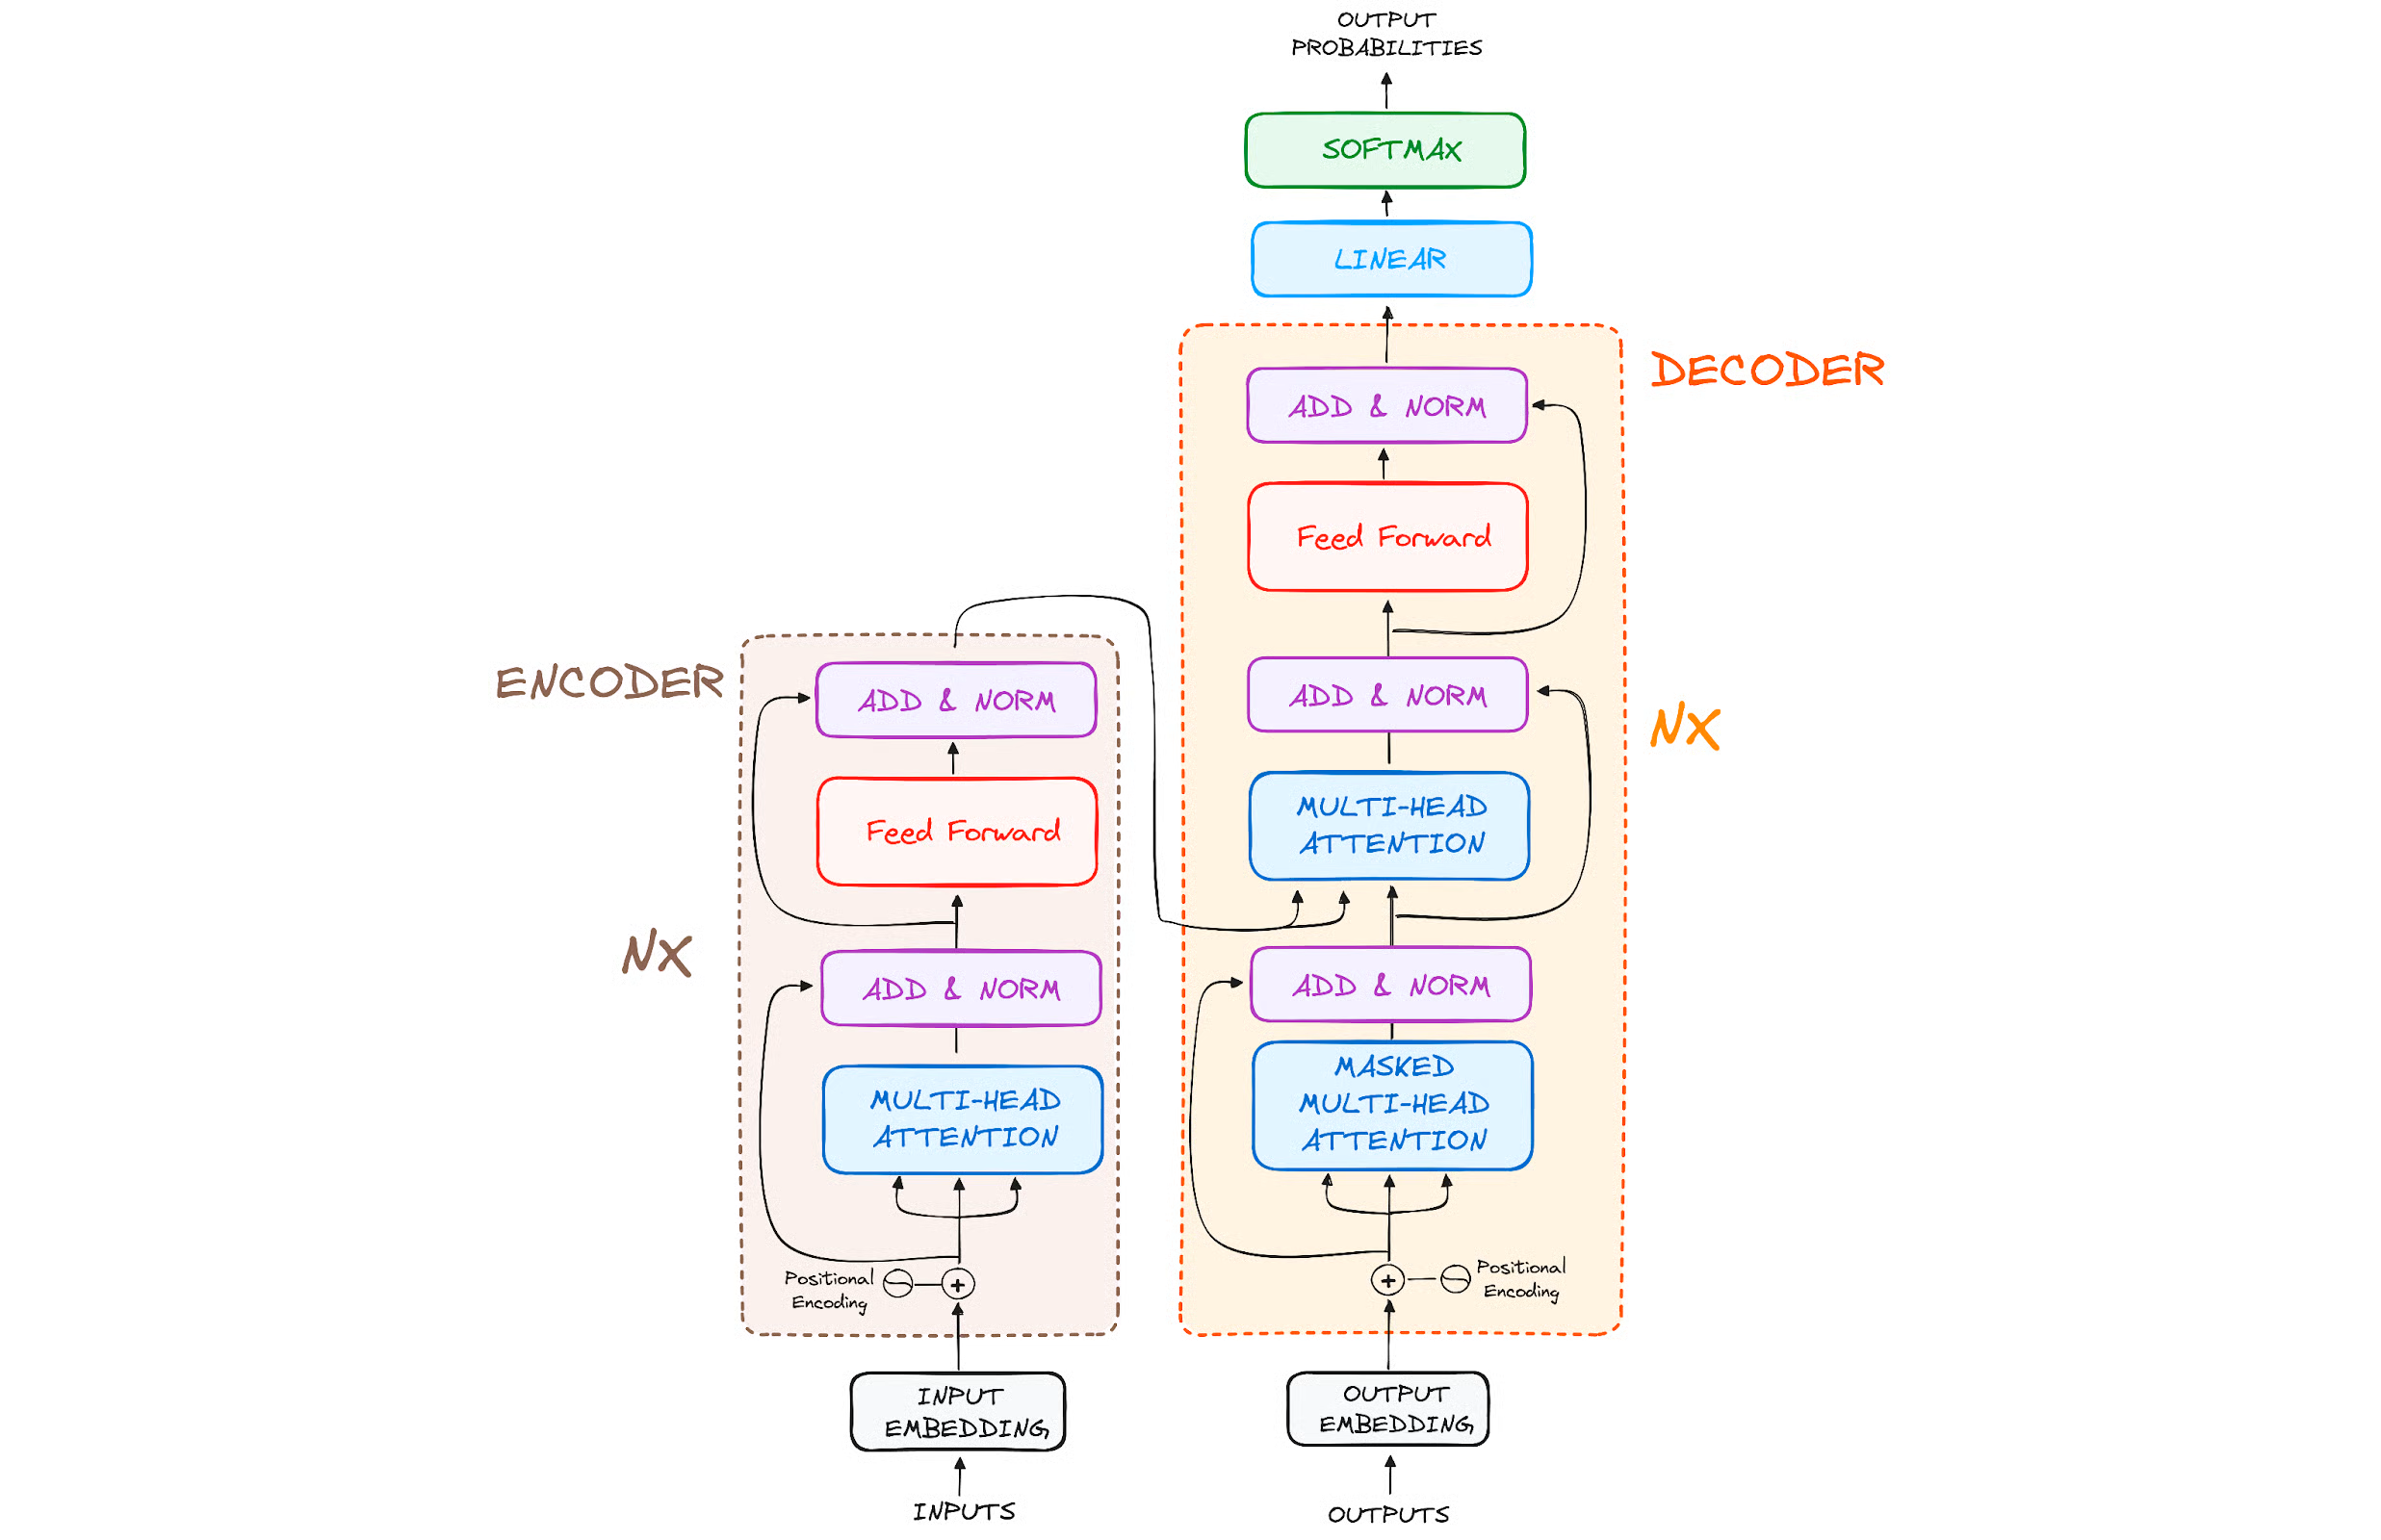 OUTPUT
PROBABILITIES
SOFTMAX
LINEAR
DECODER
ADD & NORM
Feed Forward
ADD & NORM
NX
MULTI-HEAD
ATTENTION
ADD & NORM
MASKED
MULTI-HEAD
ATTENTION
+
Positional
Encoding
OUTPUT
EMBEDDING
OUTPUTS
ENCODER
ADD & NORM
Feed Forward
NX
ADD & NORM
MULTI-HEAD
ATTENTION
Positional
Encoding
+
INPUT
EMBEDDING
INPUTS